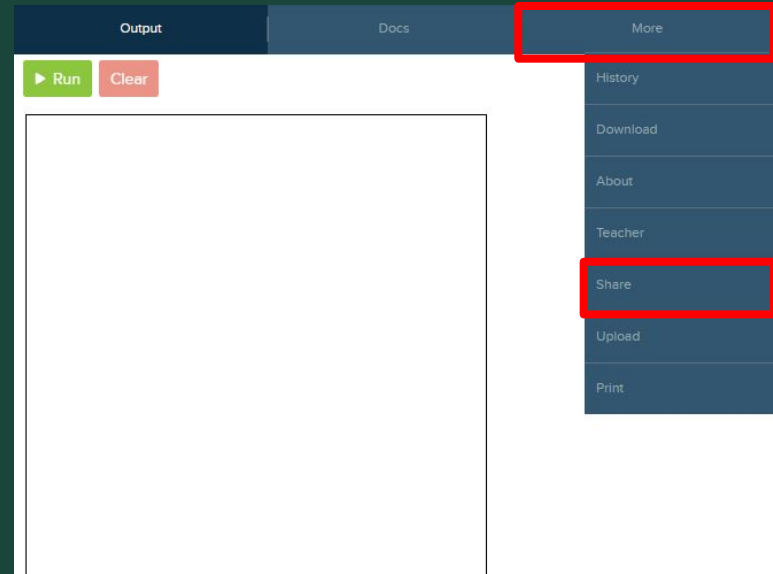 Output Docs More
Run Clear
History
Download
About
Teacher
Share
Upload
Print